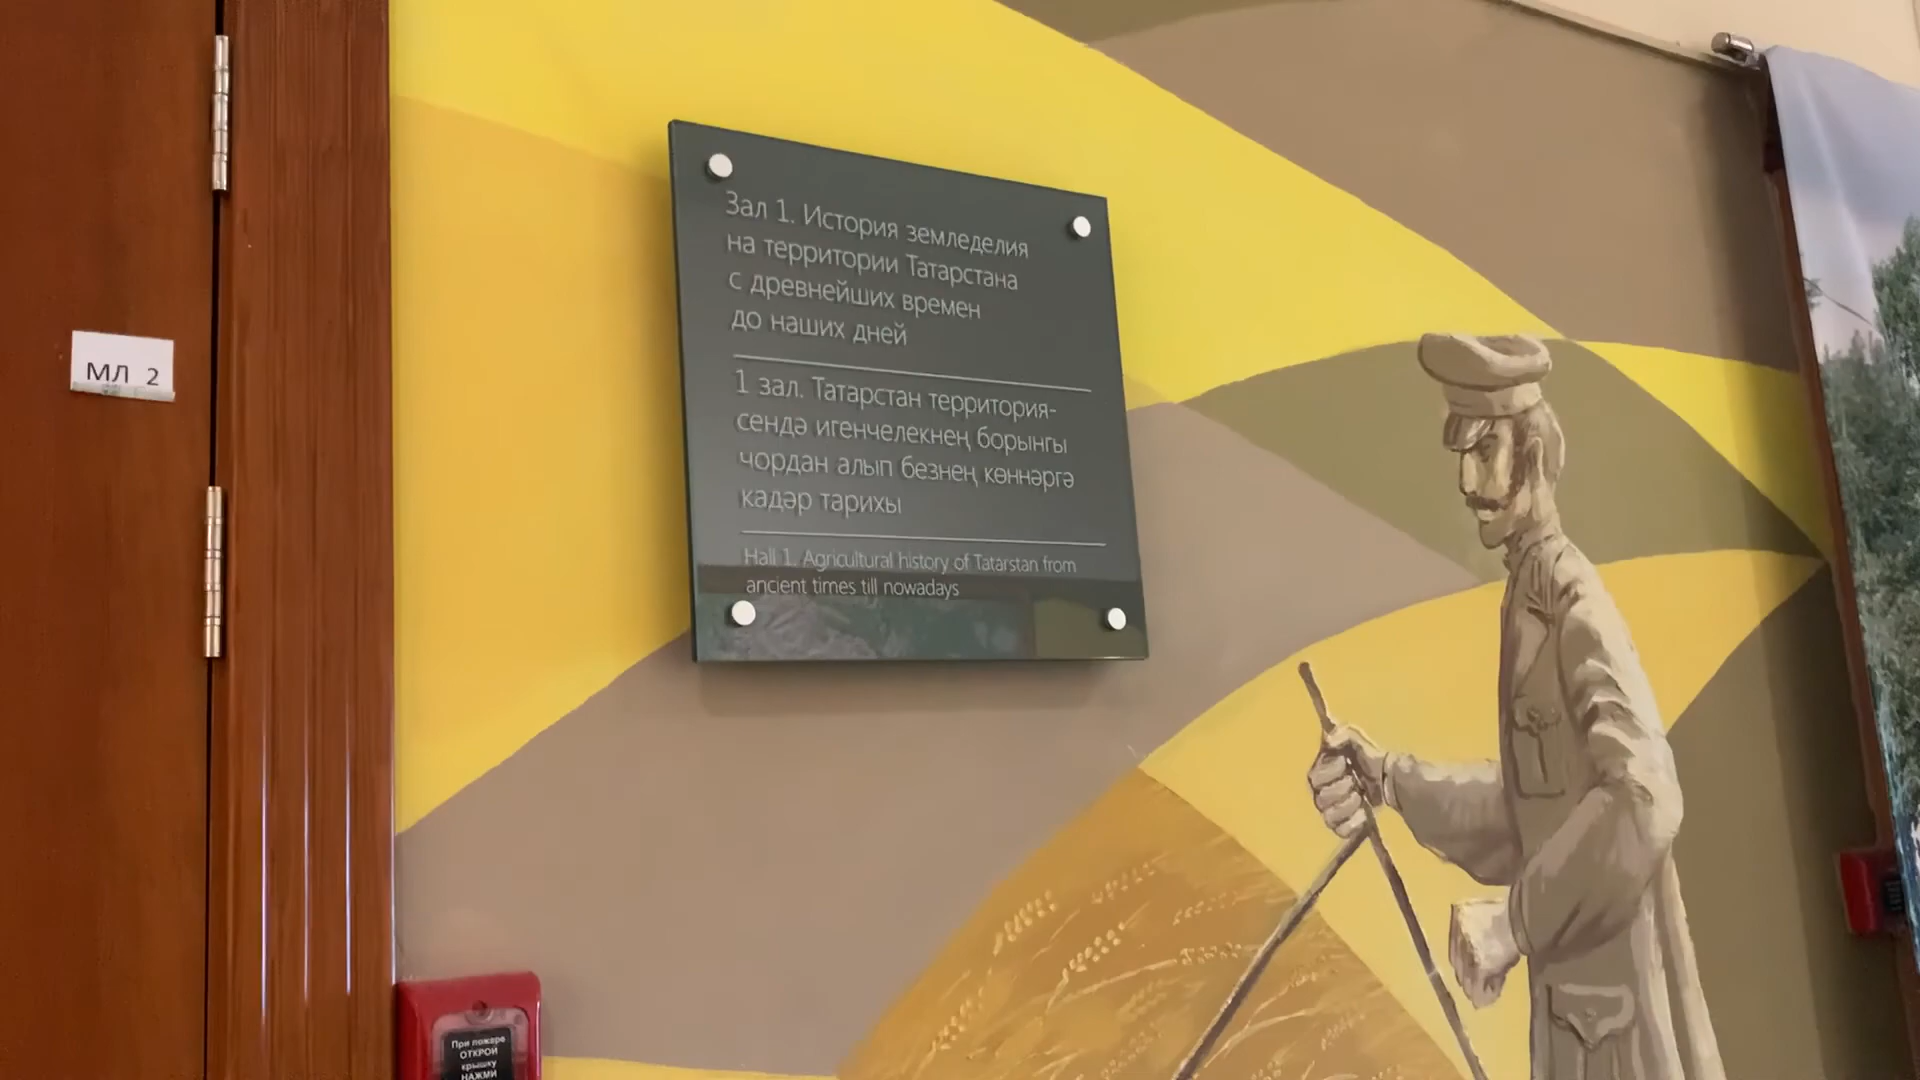 МЛ 2
Зал 1. История земледелия
на территории Татарстана
с древнейших времен
до наших дней
1 зал. Татарстан территория-
сендә игенчелекнең борынгы
чордан алып безнең көннәргә
кадәр тарихы
Hall 1. Agricultural history of Tatarstan from
ancient times till nowadays
При пожаре
ОТКРОЙ
крышку
НАЖМИ